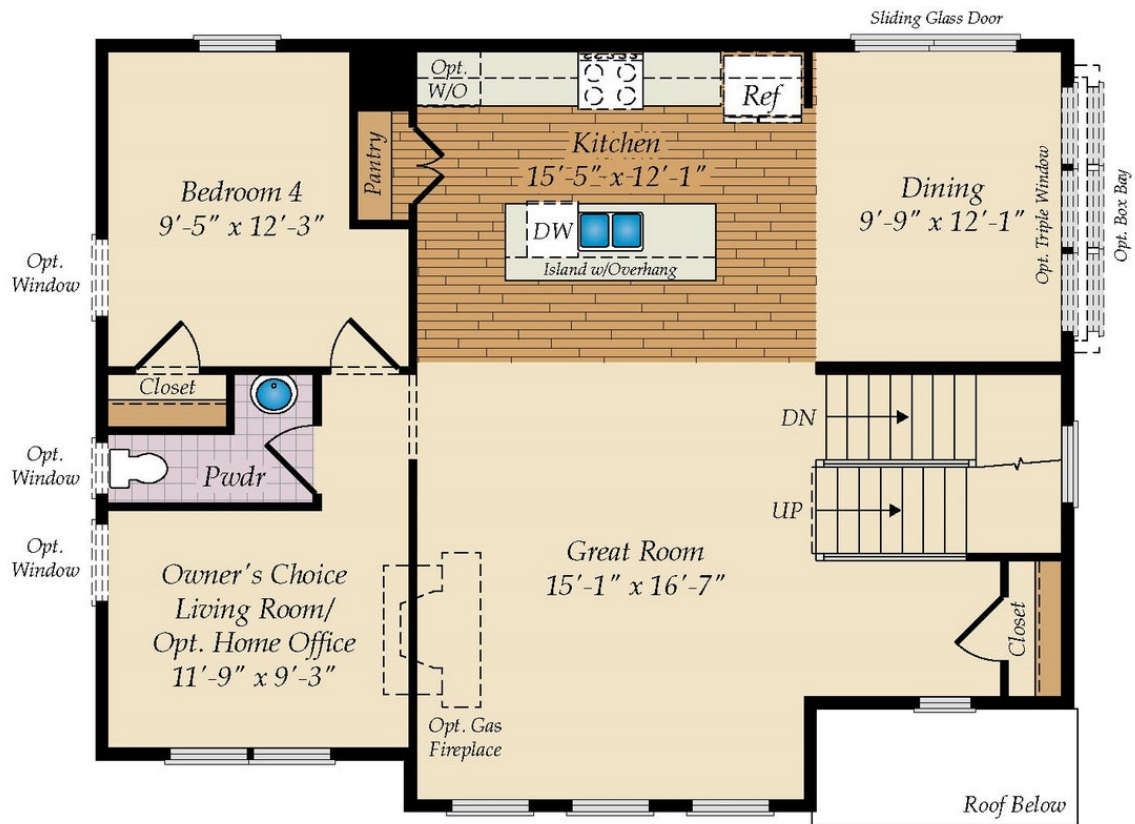 Sliding Glass Door
Opt.
W/O
Ref
Kitchen
15'-5" x 12'-1"
Pantry
Bedroom 4
9'-5" x 12'-3"
Dining
9'-9" x 12'-1"
Opt. Triple Window
Opt. Box Bay
DW
Island w/Overhang
Opt.
Window
Closet
DN
Opt.
Window
Pwdr
UP
Opt.
Window
Great Room
15'-1" x 16'-7"
Owner's Choice
Living Room/
Opt. Home Office
11'-9" x 9'-3"
Closet
Opt. Gas
Fireplace
Roof Below